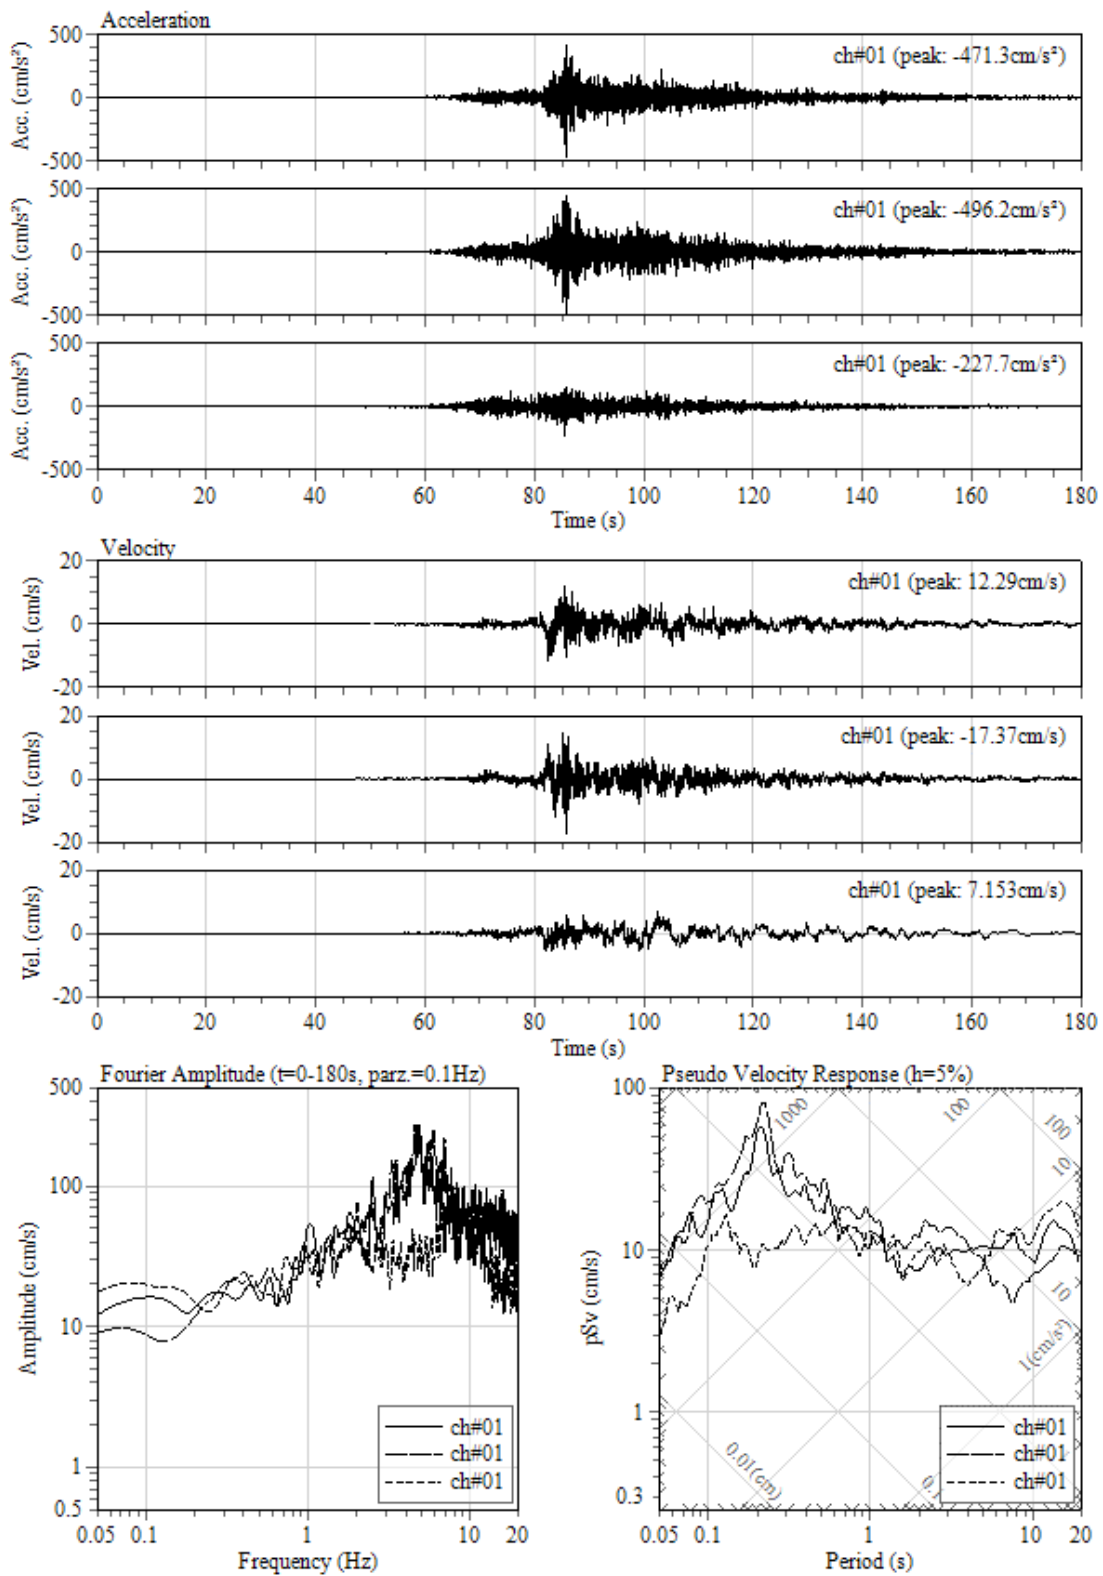 Acceleration
500
0
-500
Acc. (cm/s²)
ch#01 (peak: -471.3cm/s²)
500
0
-500
Acc. (cm/s²)
ch#01 (peak: -496.2cm/s²)
500
0
-500
Acc. (cm/s²)
ch#01 (peak: -227.7cm/s²)
0 20 40 60 80 100 120 140 160 180
Time (s)
Velocity
20
0
-20
Vel. (cm/s)
ch#01 (peak: 12.29cm/s)
20
0
-20
Vel. (cm/s)
ch#01 (peak: -17.37cm/s)
20
0
-20
Vel. (cm/s)
ch#01 (peak: 7.153cm/s)
0 20 40 60 80 100 120 140 160 180
Time (s)
Fourier Amplitude (t=0-180s, parz.=0.1Hz)
500
100
10
1
0.5
Amplitude (cm/s)
ch#01
ch#01
ch#01
0.05 0.1 1 10 20
Frequency (Hz)
Pseudo Velocity Response (h=5%)
100
10
1
0.3
pSv (cm/s)
1000
100
100
10
10
1(cm/s²)
0.01(cm)
0.1
ch#01
ch#01
ch#01
0.05 0.1 1 10 20
Period (s)